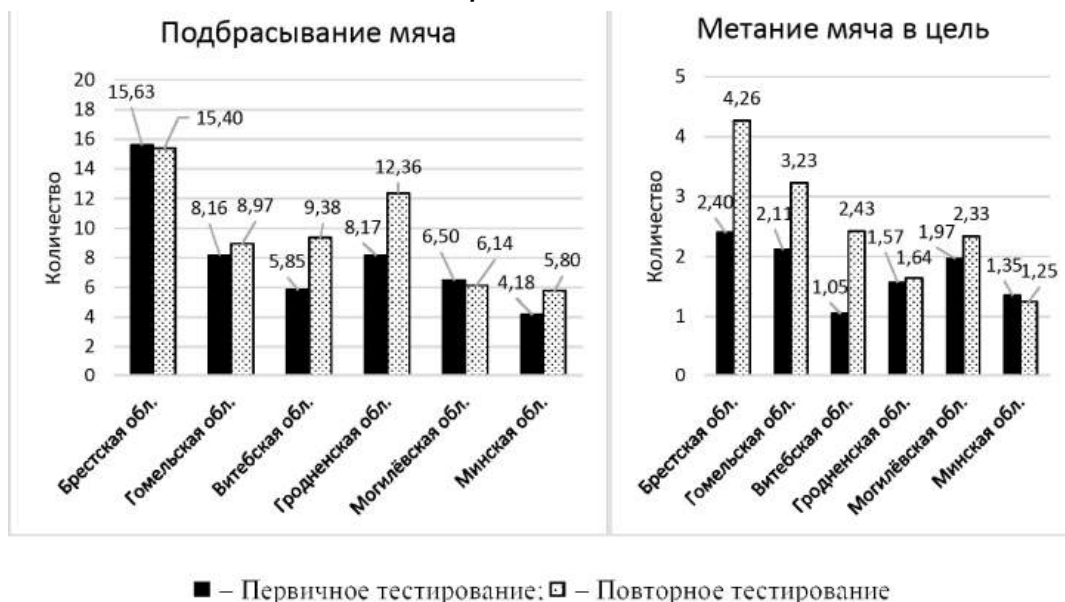 Подбрасывание мяча
Количество
20
18
16
14
12
10
8
6
4
2
0
15,63
15,40
8,16
8,97
5,85
9,38
8,17
12,36
6,50
6,14
4,18
5,80
Брестская обл.
Гомельская обл.
Витебская обл.
Гродненская обл.
Могилёвская обл.
Минская обл.
Метание мяча в цель
Количество
5
4
3
2
1
0
2,40
4,26
2,11
3,23
1,05
2,43
1,57
1,64
1,97
2,33
1,35
1,25
Брестская обл.
Гомельская обл.
Витебская обл.
Гродненская обл.
Могилёвская обл.
Минская обл.
– Первичное тестирование; – Повторное тестирование